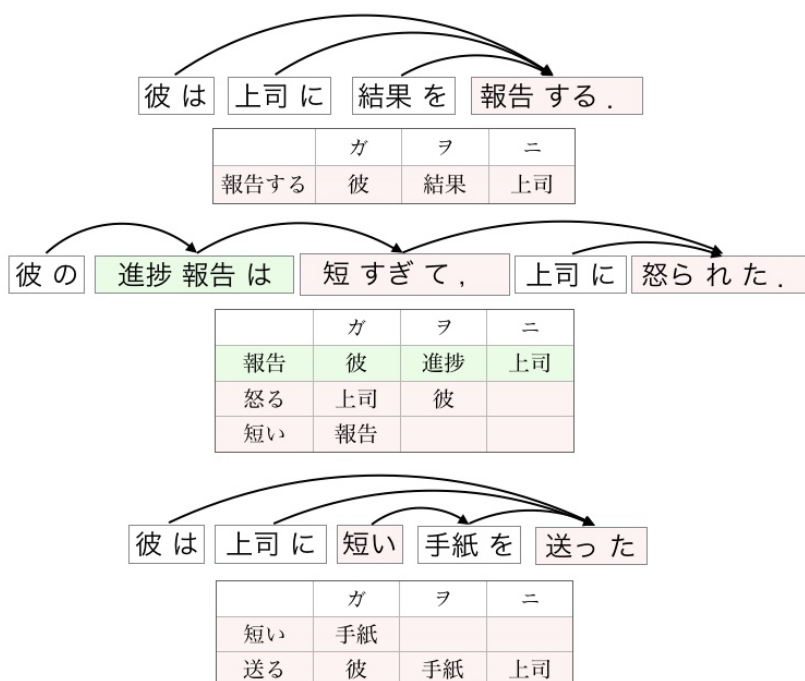 彼 は 上司 に 結果 を 報告 する .
ガ ヲ ニ
報告する 彼 結果 上司
彼 の 進捗 報告 は 短 すぎ て , 上司 に 怒ら れ た .
ガ ヲ ニ
報告 彼 進捗 上司
怒る 上司 彼
短い 報告
彼 は 上司 に 短い 手紙 を 送っ た
ガ ヲ ニ
短い 手紙
送る 彼 手紙 上司